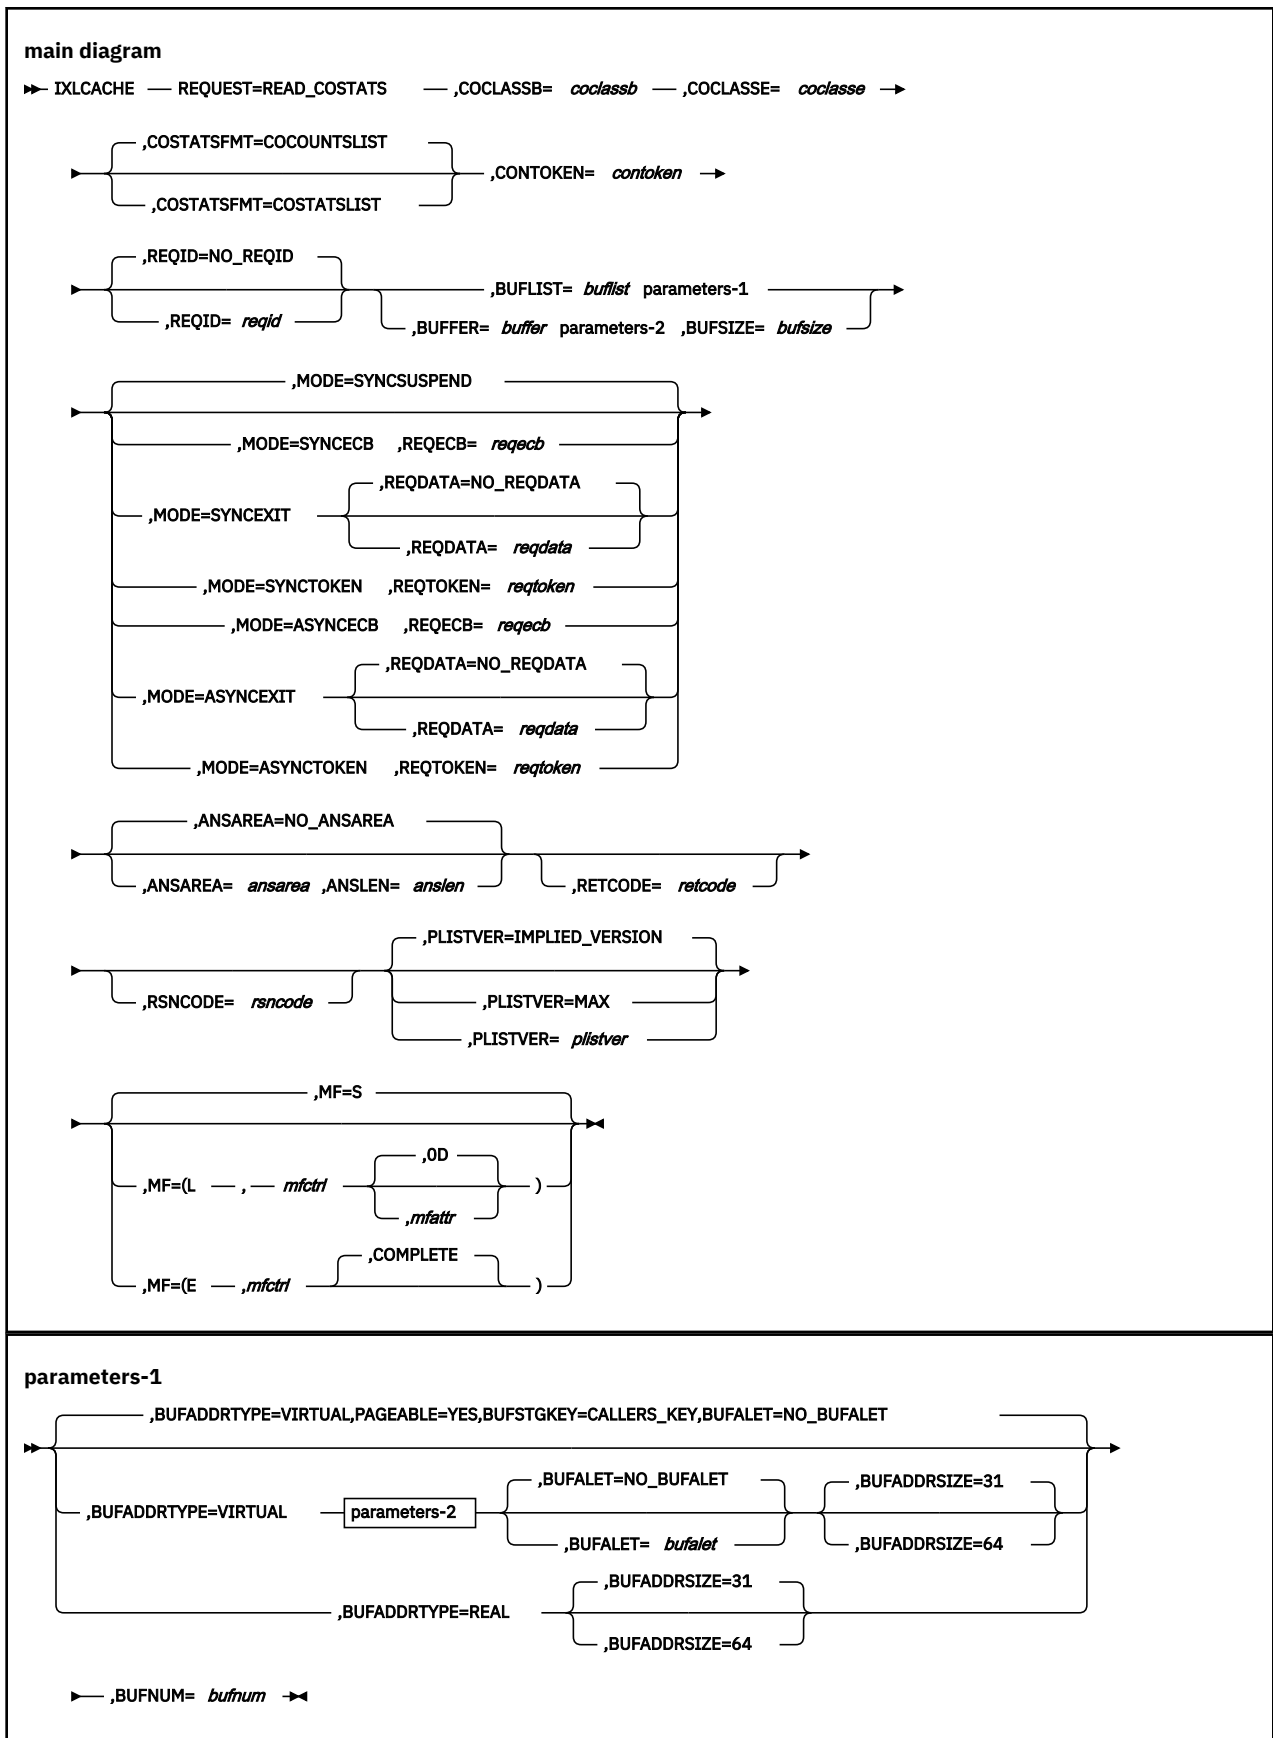 main diagram
IXLCACHE REQUEST=READ_COSTATS ,COCLASSB= coclassb ,COCLASSE= coclasse
,COSTATSFMT=COCOUNTSLIST
,CONTOKEN= contoken
,COSTATSFMT=COSTATSLIST
,REQID=NO_REQID
,BUFLIST= buflist parameters-1
,REQID= reqid
,BUFFER= buffer parameters-2 ,BUFSIZE= bufsize
,MODE=SYNCSUSPEND
,MODE=SYNCECB ,REQECB= reqecb
,REQDATA=NO_REQDATA
,MODE=SYNCEXIT
,REQDATA= reqdata
,MODE=SYNCTOKEN ,REQTOKEN= reqtoken
,MODE=ASYNCECB ,REQECB= reqecb
,REQDATA=NO_REQDATA
,MODE=ASYNCEXIT
,REQDATA= reqdata
,MODE=ASYNCTOKEN ,REQTOKEN= reqtoken
,ANSAREA=NO_ANSAREA
,ANSAREA= ansarea ,ANSLEN= anslen ,RETCODE= retcode
,PLISTVER=IMPLIED_VERSION
,RSNCODE= rsncode ,PLISTVER=MAX
,PLISTVER= plistver
,MF=S
,0D
,MF=(L , mfctrl )
,mfattr
,COMPLETE
,MF=(E ,mfctrl )
parameters-1
,BUFADDRTYPE=VIRTUAL,PAGEABLE=YES,BUFSTGKEY=CALLERS_KEY,BUFALET=NO_BUFALET
,BUFALET=NO_BUFALET ,BUFADDRSIZE=31
,BUFADDRTYPE=VIRTUAL parameters-2
,BUFALET= bufalet ,BUFADDRSIZE=64
,BUFADDRSIZE=31
,BUFADDRTYPE=REAL
,BUFADDRSIZE=64
,BUFNUM= bufnum